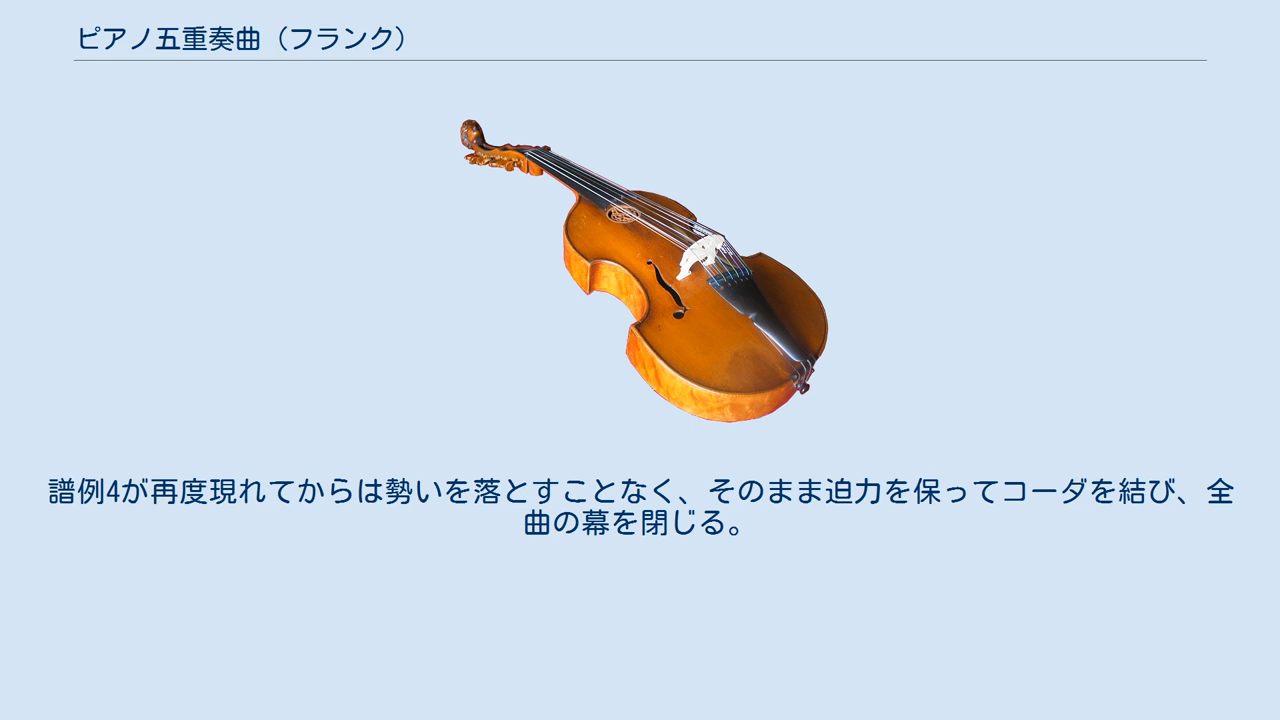 ピアノ五重奏曲（フランク）
譜例4が再度現れてからは勢いを落とすことなく、そのまま迫力を保ってコーダを結び、全
曲の幕を閉じる。